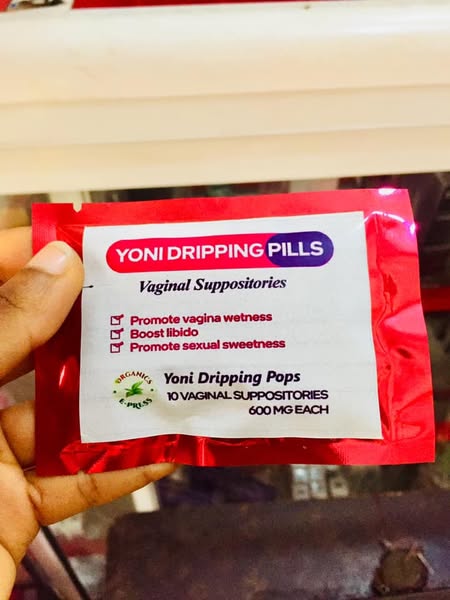 YONI DRIPPING PILLS
Vaginal Suppositories
Promote vagina wetness
Boost libido
Promote sexual sweetness
ORGANICS
E-PRESS
Yoni Dripping Pops
10 VAGINAL SUPPOSITORIES
600 MG EACH